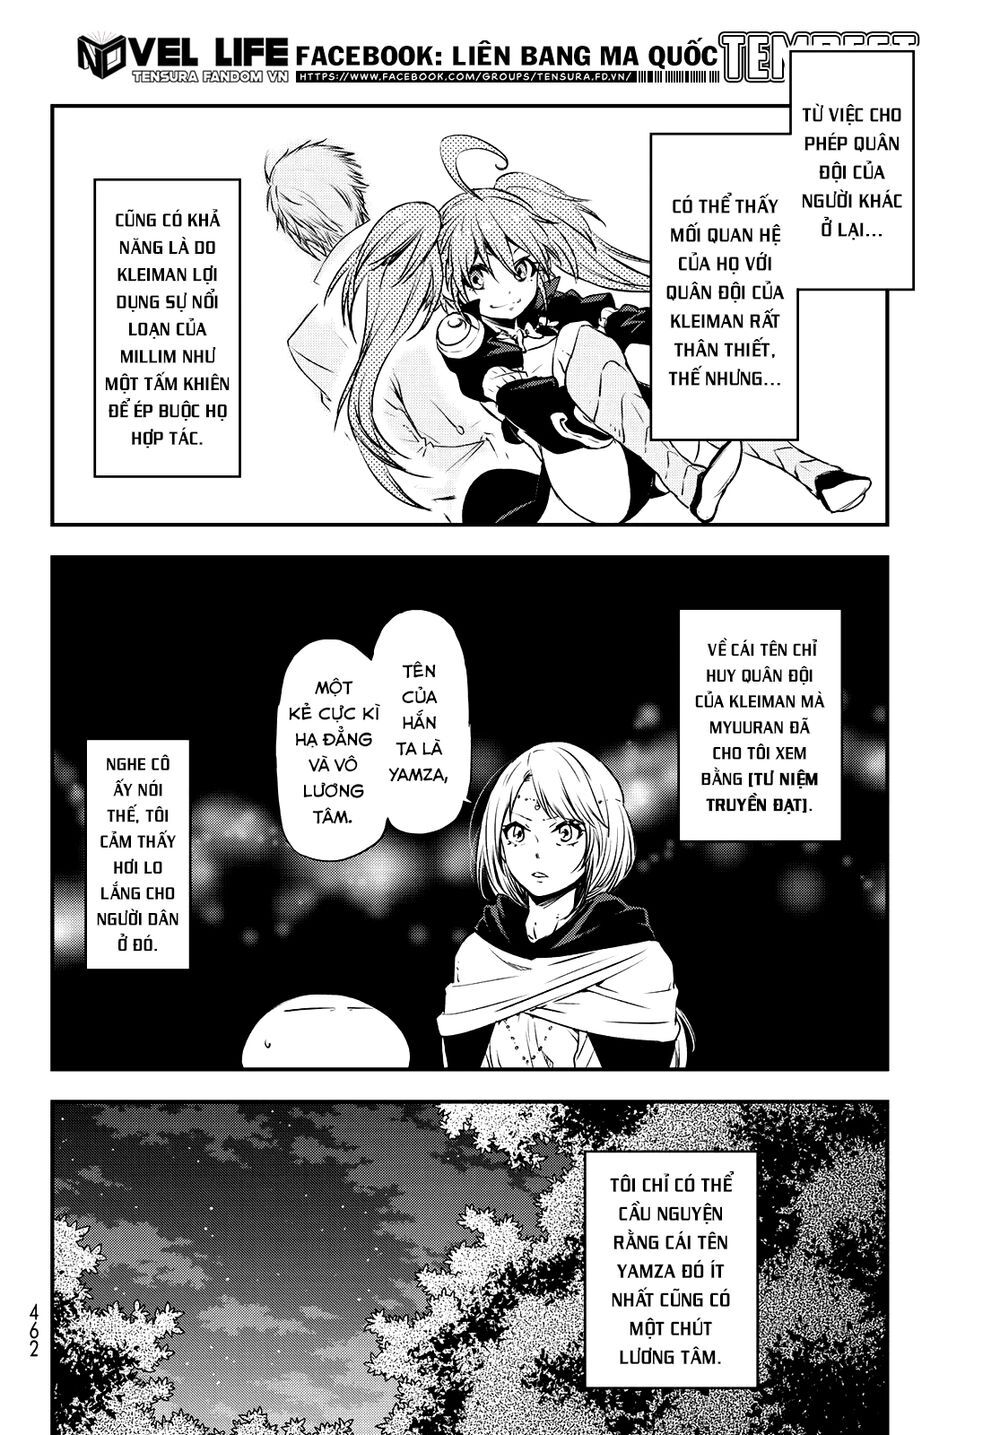 NOVEL LIFE
TENSURA FANDOM VN
FACEBOOK: LIÊN BANG MA QUỐC
HTTPS://WWW.FACEBOOK.COM/GROUPS/TENSURA.FD.VN/
TEMPEST
TỪ VIỆC CHO
PHÉP QUÂN
ĐỘI CỦA
NGƯỜI KHÁC
Ở LẠI...
CÓ THỂ THẤY
MỐI QUAN HỆ
CỦA HỌ VỚI
QUÂN ĐỘI CỦA
KLEIMAN RẤT
THÂN THIẾT,
THẾ NHƯNG...
CŨNG CÓ KHẢ
NĂNG LÀ DO
KLEIMAN LỢI
DỤNG SỰ NỔI
LOẠN CỦA
MILLIM NHƯ
MỘT TẤM KHIÊN
ĐỂ ÉP BUỘC HỌ
HỢP TÁC.
VỀ CÁI TÊN CHỈ
HUY QUÂN ĐỘI
CỦA KLEIMAN MÀ
MYUURAN ĐÃ
CHO TÔI XEM
BẰNG [TƯ NIỆM
TRUYỀN ĐẠT].
TÊN
CỦA
HẮN
TA LÀ
YAMZA,
MỘT
KẺ CỰC KÌ
HẠ ĐẲNG
VÀ VÔ
LƯƠNG
TÂM.
NGHE CÔ
ẤY NÓI
THẾ, TÔI
CẢM THẤY
HƠI LO
LẮNG CHO
NGƯỜI DÂN
Ở ĐÓ.
TÔI CHỈ CÓ THỂ
CẦU NGUYỆN
RẰNG CÁI TÊN
YAMZA ĐÓ ÍT
NHẤT CŨNG CÓ
MỘT CHÚT
LƯƠNG TÂM.
462